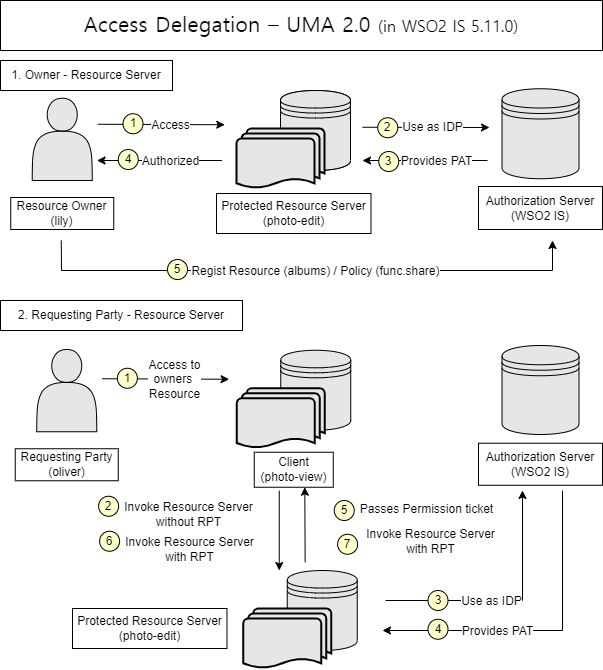 Access Delegation – UMA 2.0 (in WSO2 IS 5.11.0)
1. Owner - Resource Server
1
Access
2
Use as IDP
4
Authorized
3
Provides PAT
Resource Owner
(lily)
Protected Resource Server
(photo-edit)
Authorization Server
(WSO2 IS)
5
Regist Resource (albums) / Policy (func.share)
2. Requesting Party - Resource Server
1
Access to
owners
Resource
Requesting Party
(oliver)
Client
(photo-view)
Authorization Server
(WSO2 IS)
2
Invoke Resource Server
without RPT
5
Passes Permission ticket
6
Invoke Resource Server
with RPT
7
Invoke Resource Server
with RPT
3
Use as IDP
4
Provides PAT
Protected Resource Server
(photo-edit)